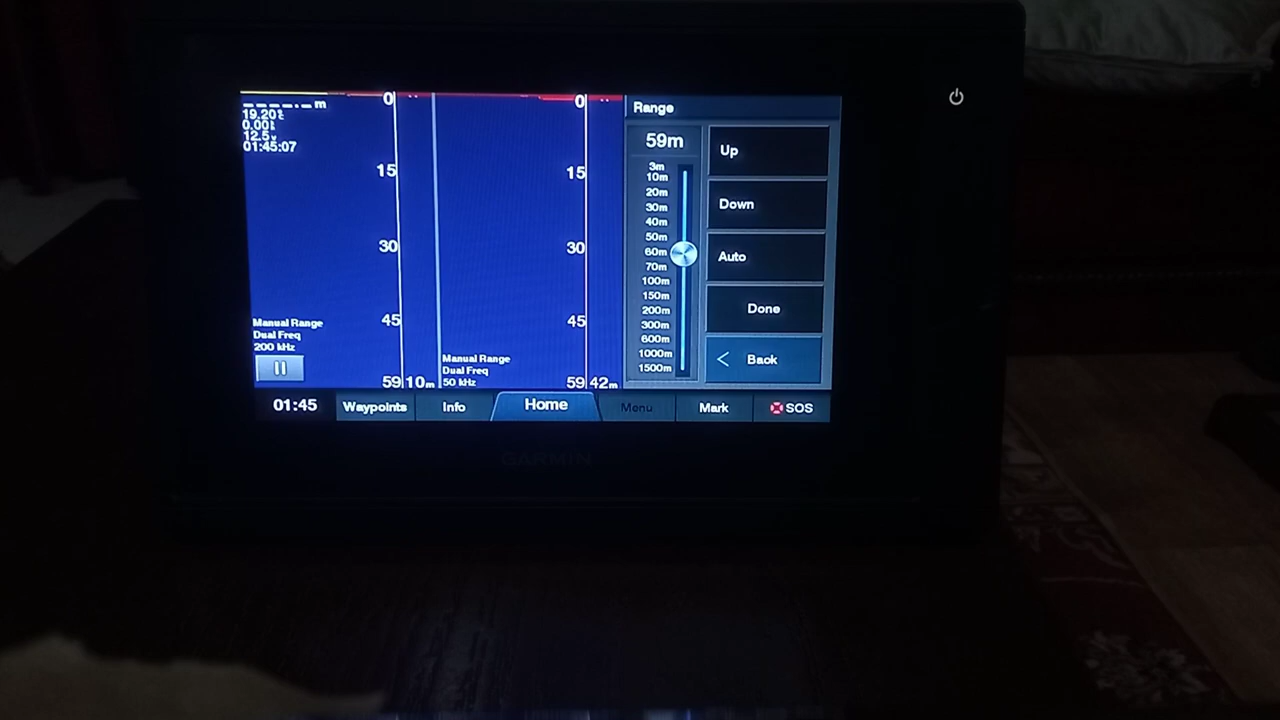 -----.-- m
19.20
0.00
12.5v
01:45:07
0
15
30
45
59
10m
Manual Range
Dual Freq
200 kHz
0
15
30
45
59
42m
Manual Range
Dual Freq
50 kHz
Range
59m
3m
10m
20m
30m
40m
50m
60m
70m
100m
150m
200m
300m
600m
1000m
1500m
Up
Down
Auto
Done
< Back
01:45 Waypoints Info Home Menu Mark SOS
GARMIN